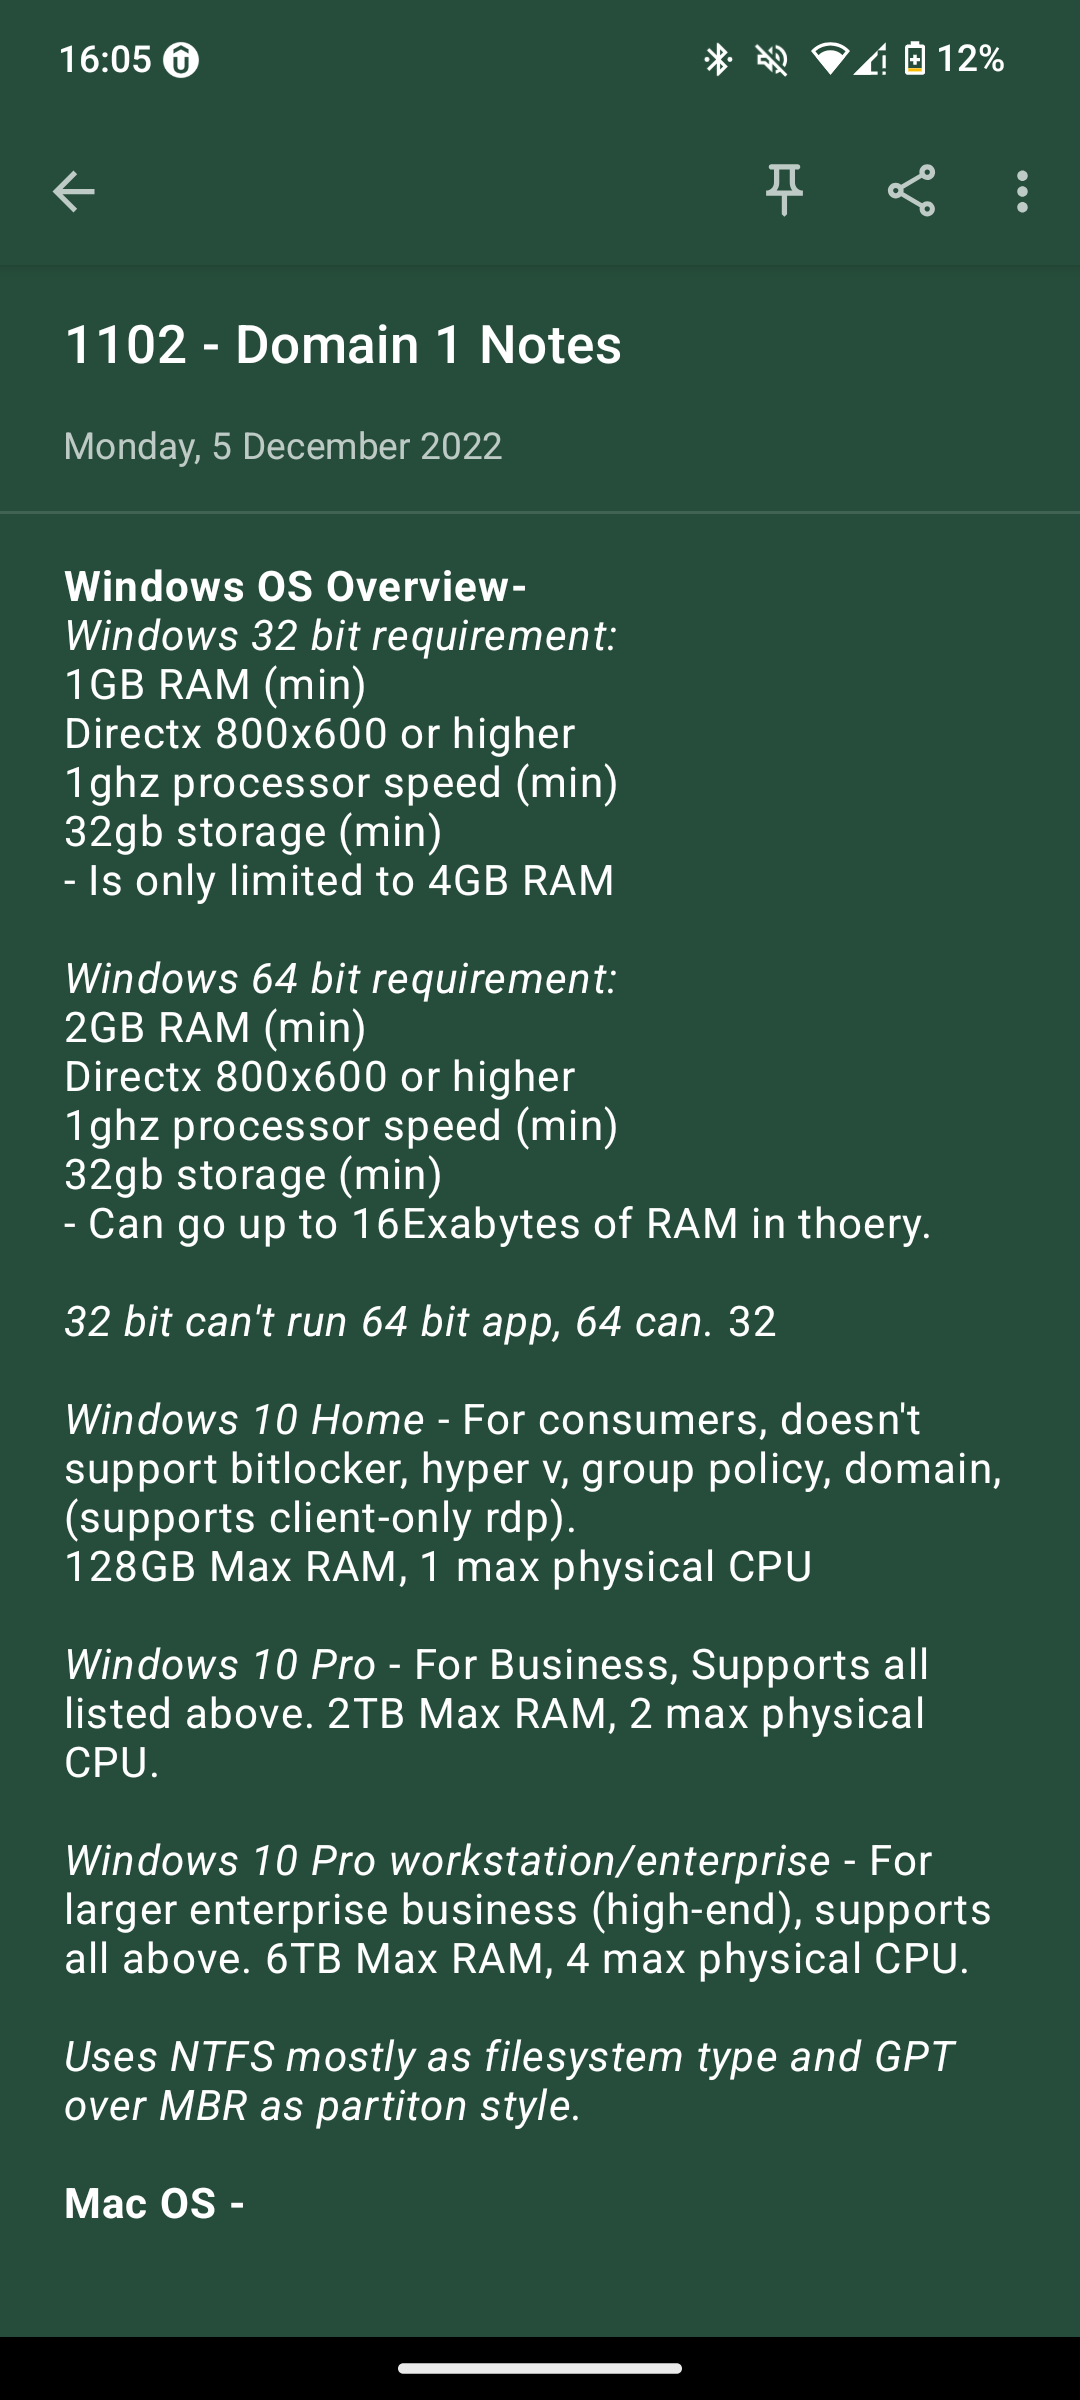 16:05
12%
1102 - Domain 1 Notes
Monday, 5 December 2022
Windows OS Overview-
Windows 32 bit requirement:
1GB RAM (min)
Directx 800x600 or higher
1ghz processor speed (min)
32gb storage (min)
- Is only limited to 4GB RAM
Windows 64 bit requirement:
2GB RAM (min)
Directx 800x600 or higher
1ghz processor speed (min)
32gb storage (min)
- Can go up to 16Exabytes of RAM in thoery.
32 bit can't run 64 bit app, 64 can. 32
Windows 10 Home - For consumers, doesn't
support bitlocker, hyper v, group policy, domain,
(supports client-only rdp).
128GB Max RAM, 1 max physical CPU
Windows 10 Pro - For Business, Supports all
listed above. 2TB Max RAM, 2 max physical
CPU.
Windows 10 Pro workstation/enterprise - For
larger enterprise business (high-end), supports
all above. 6TB Max RAM, 4 max physical CPU.
Uses NTFS mostly as filesystem type and GPT
over MBR as partiton style.
Mac OS -